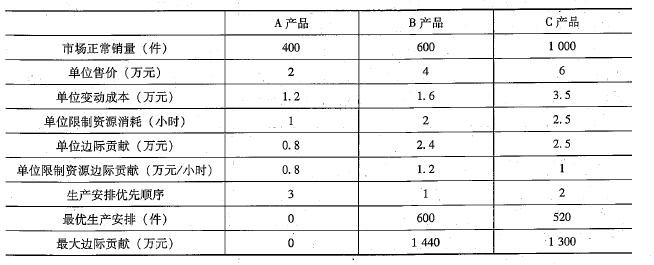 A 产品 B 产品 C 产品
市场正常销量（件） 400 600 1 000
单位售价（万元） 2 4 6
单位变动成本（万元） 1.2 1.6 3.5
单位限制资源消耗（小时） 1 2 2.5
单位边际贡献（万元） 0.8 2.4 2.5
单位限制资源边际贡献（万元/小时） 0.8 1.2 1
生产安排优先顺序 3 1 2
最优生产安排（件） 0 600 520
最大边际贡献（万元） 0 1 440 1 300